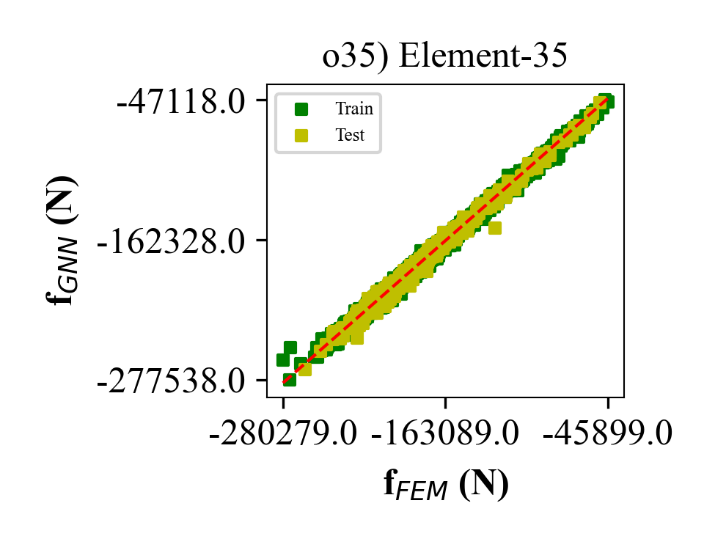 o35) Element-35
-47118.0
Train
Test
f_GNN (N)
-162328.0
-277538.0
-280279.0 -163089.0 -45899.0
f_FEM (N)